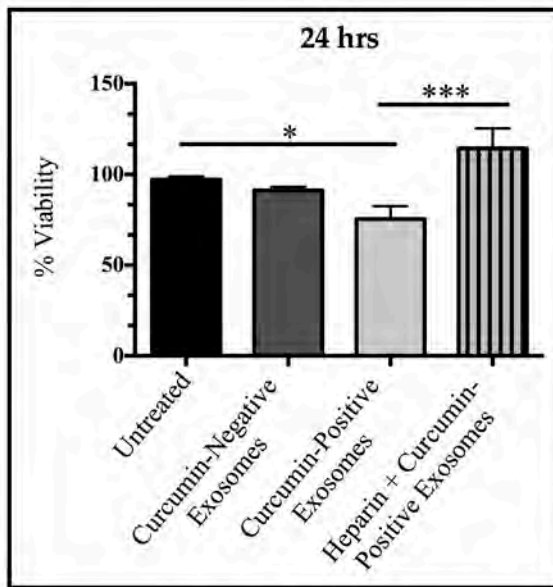 24 hrs
150
100
50
0
% Viability
*
***
Untreated
Curcumin-Negative
Exosomes
Curcumin-Positive
Exosomes
Heparin + Curcumin-
Positive Exosomes